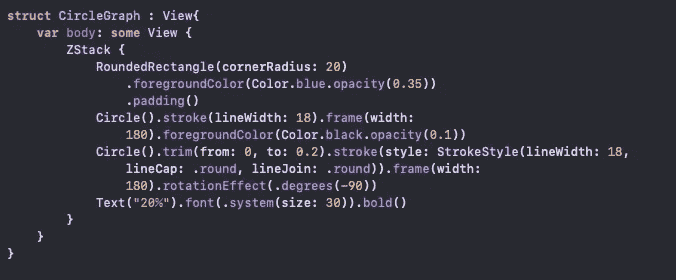 struct CircleGraph : View{
    var body: some View {
        ZStack {
            RoundedRectangle(cornerRadius: 20)
                .foregroundColor(Color.blue.opacity(0.35))
                .padding()
            Circle().stroke(lineWidth: 18).frame(width:
                180).foregroundColor(Color.black.opacity(0.1))
            Circle().trim(from: 0, to: 0.2).stroke(style: StrokeStyle(lineWidth: 18,
                lineCap: .round, lineJoin: .round)).frame(width:
                180).rotationEffect(.degrees(-90))
            Text("20%").font(.system(size: 30)).bold()
        }
    }
}